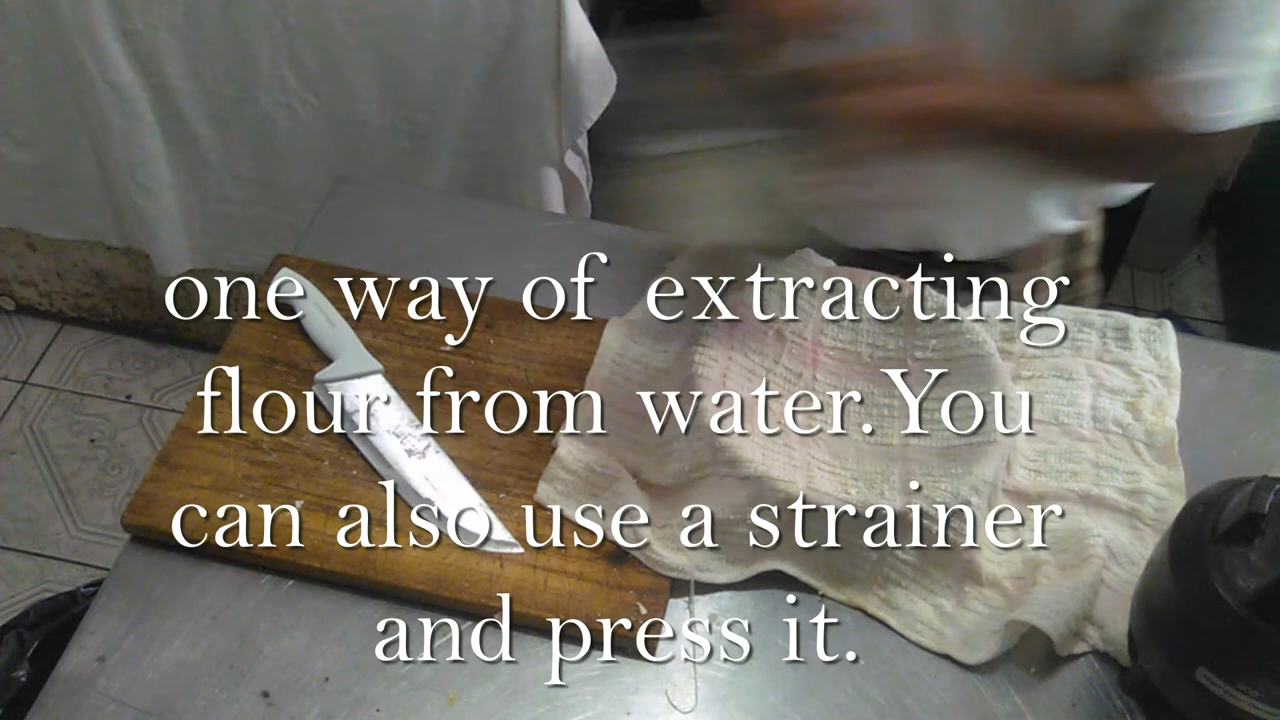 one way of extracting
flour from water. You
can also use a strainer
and press it.